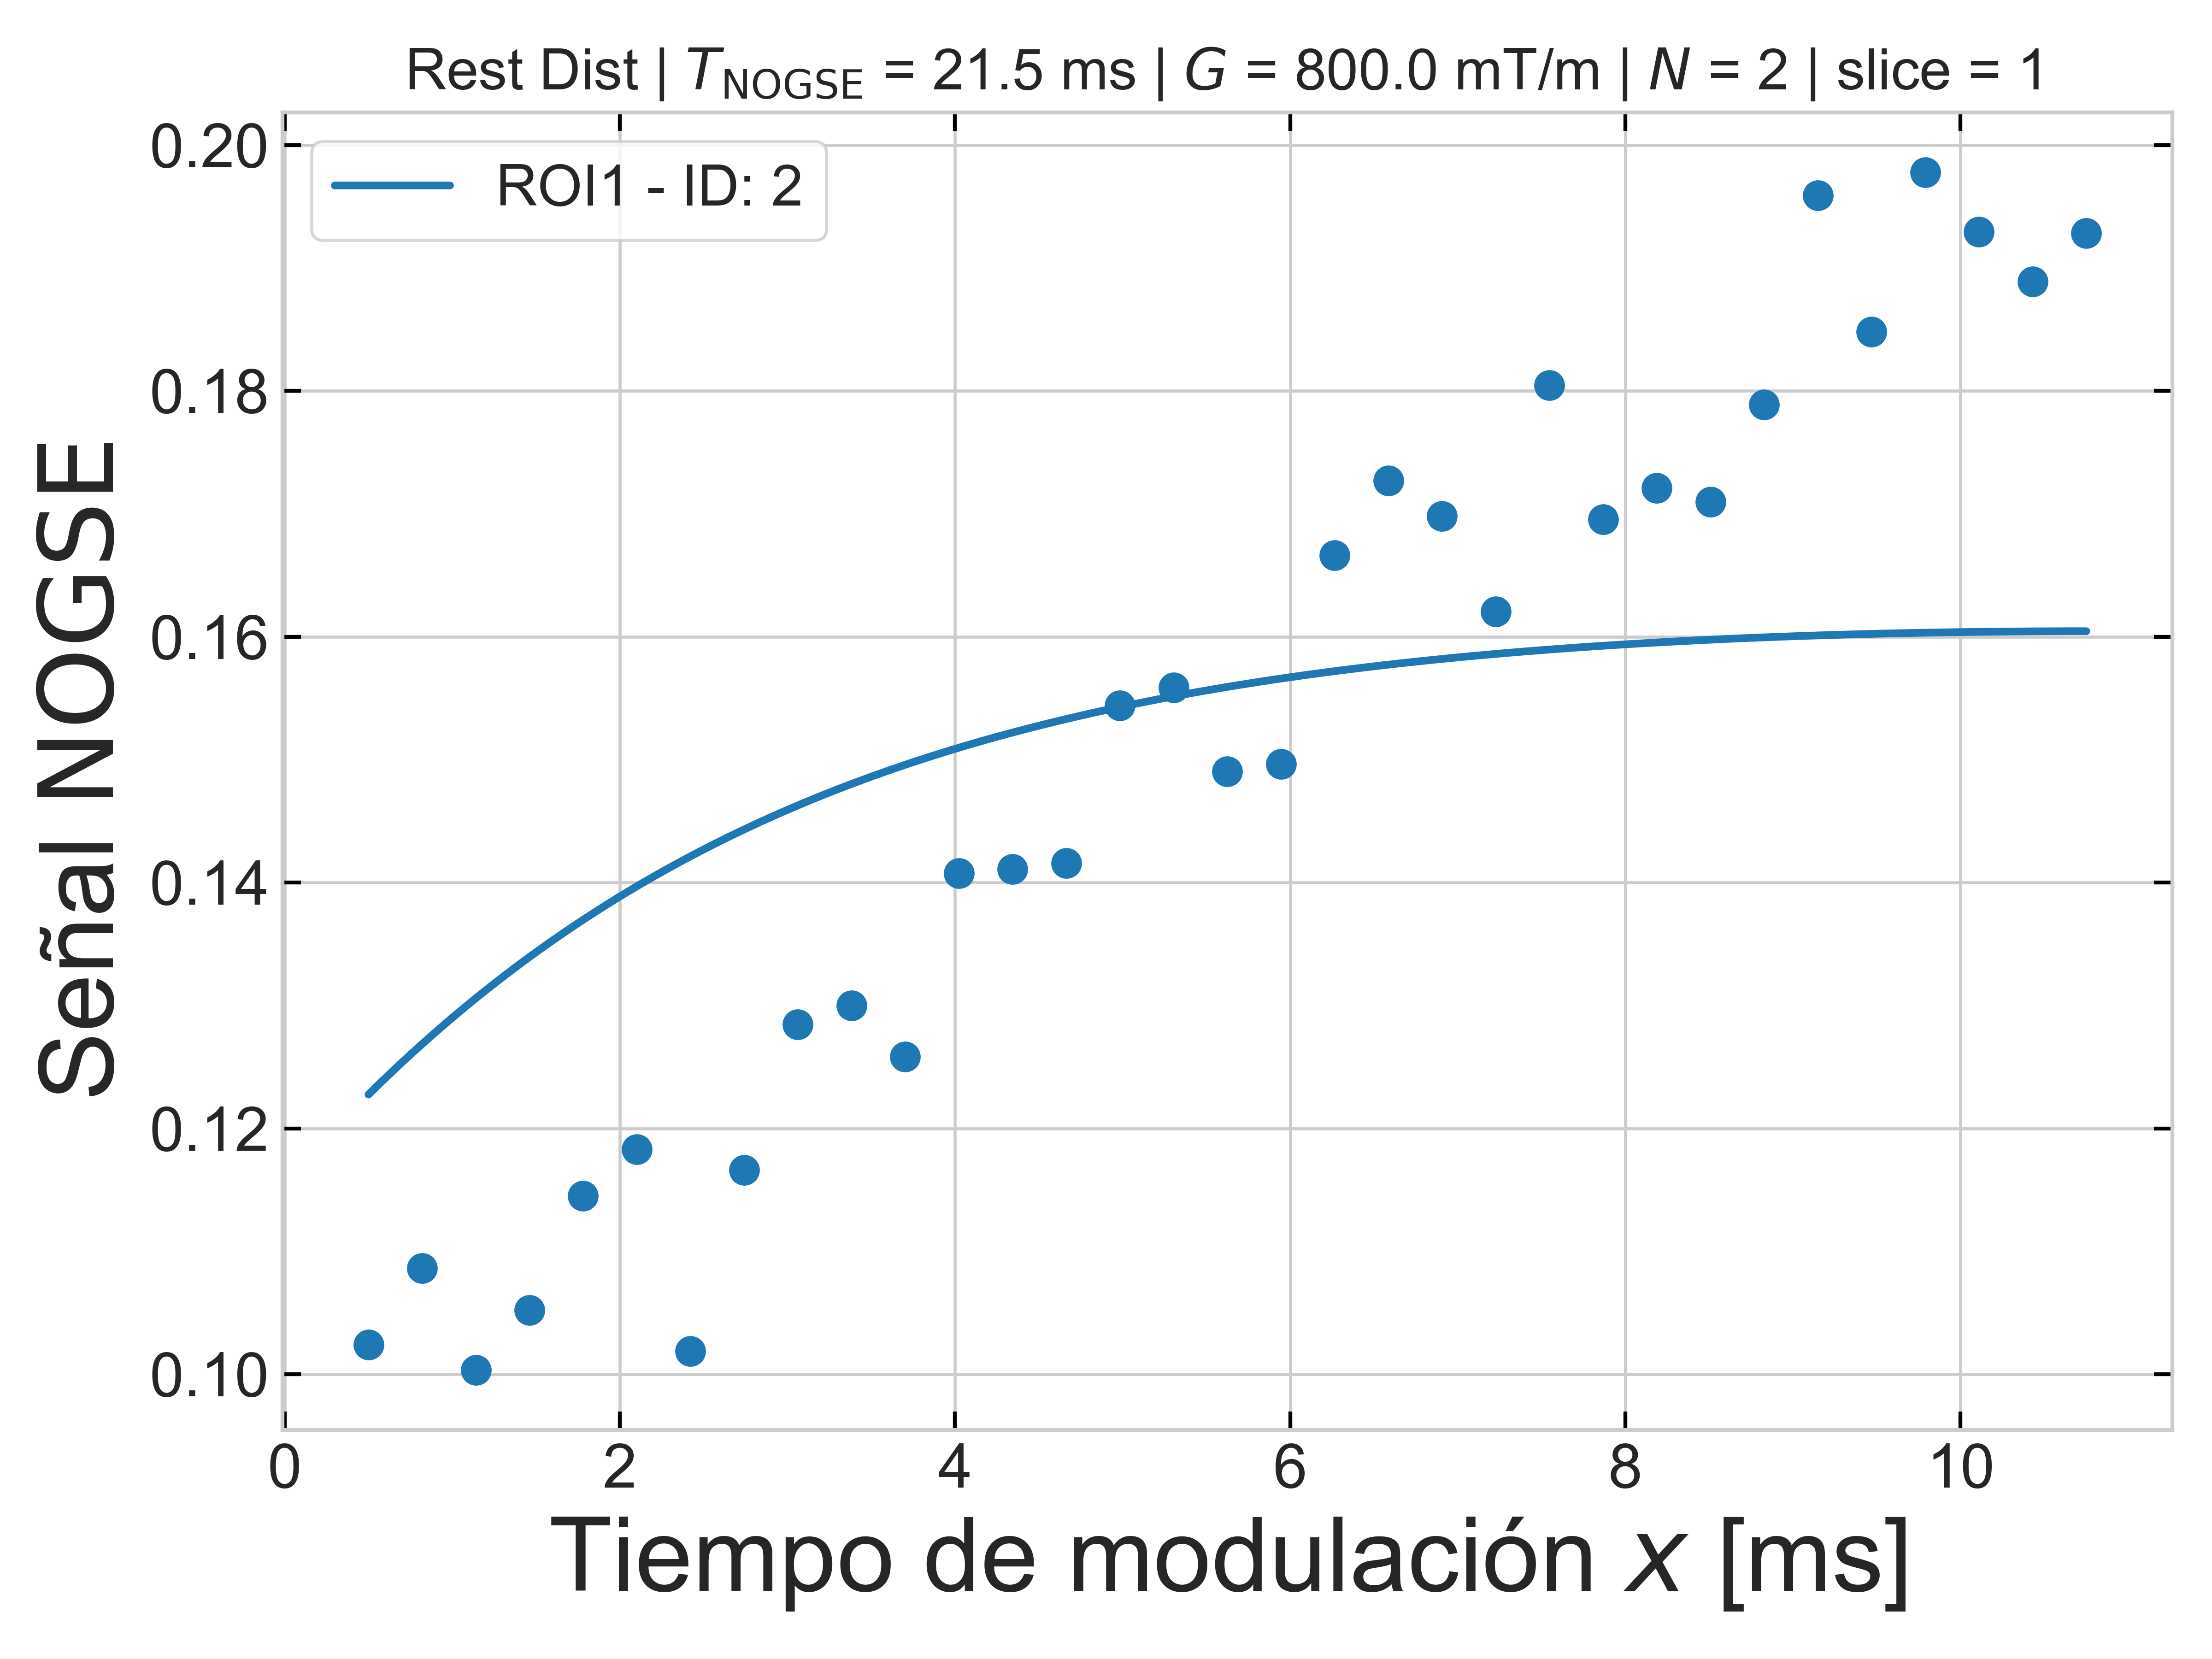 Rest Dist | T_NOGSE = 21.5 ms | G = 800.0 mT/m | N = 2 | slice = 1
ROI1 - ID: 2
0.20
0.18
0.16
0.14
0.12
0.10
Señal NOGSE
0 2 4 6 8 10
Tiempo de modulación x [ms]